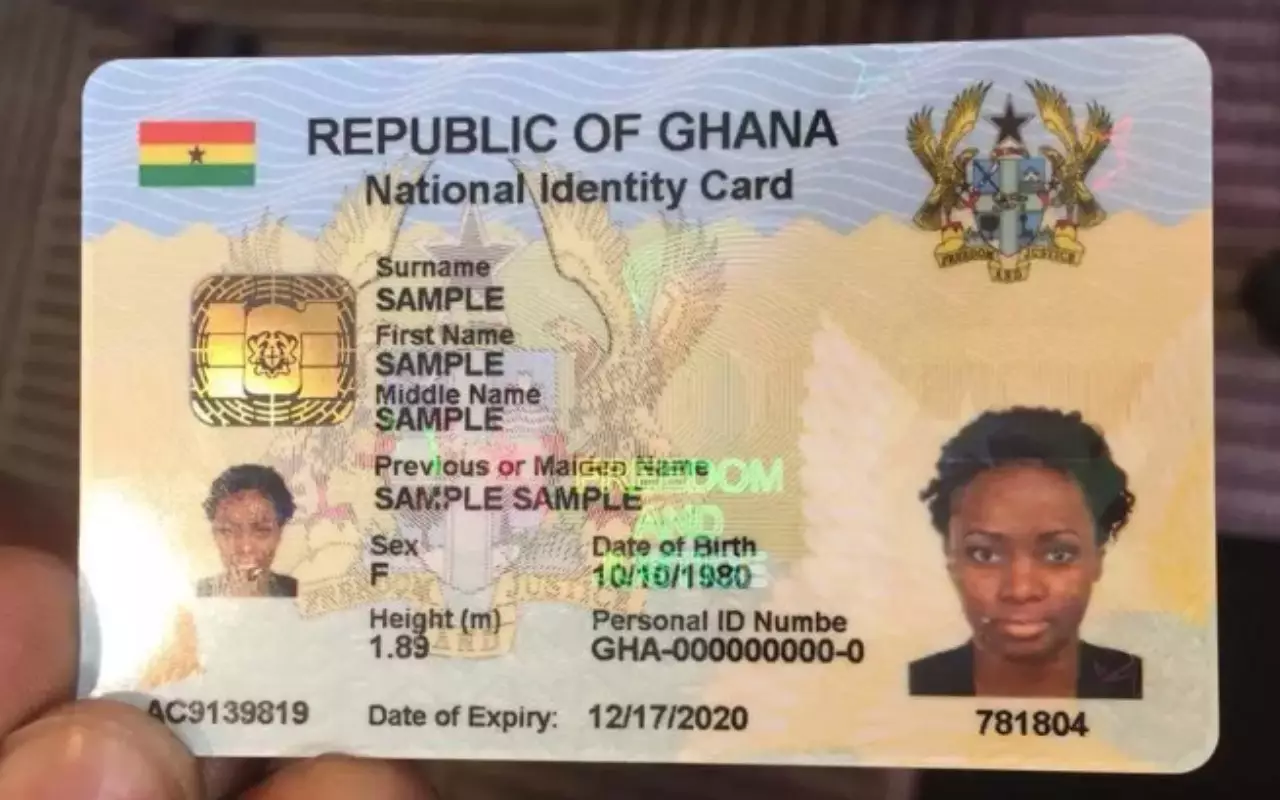 REPUBLIC OF GHANA
National Identity Card
FREEDOM JUSTICE
AND
Surname
SAMPLE
First Name
SAMPLE
Middle Name
SAMPLE
Previous or Maiden Name
SAMPLE SAMPLE
FREEDOM
AND
Sex
F
Date of Birth
10/10/1980
FREEDOM JUSTICE
AND
Height (m)
1.89
Personal ID Numbe
GHA-000000000-0
AC9139819
Date of Expiry: 12/17/2020
781804